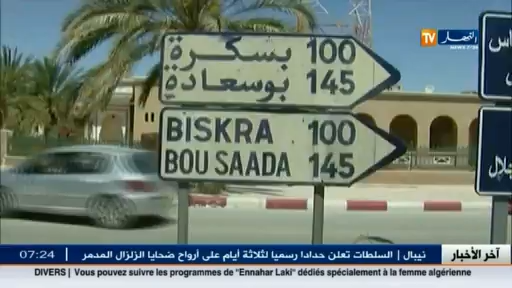 بسكرة 100
بوسعادة 145
BISKRA 100
BOU SAADA 145
TV النهار
NEWS
07:24 نيبال | السلطات تعلن حدادا رسميا لثلاثة أيام على أرواح ضحايا الزلزال المدمر آخر الأخبار
DIVERS | Vous pouvez suivre les programmes de "Ennahar Laki" dédiés spécialement à la femme algérienne